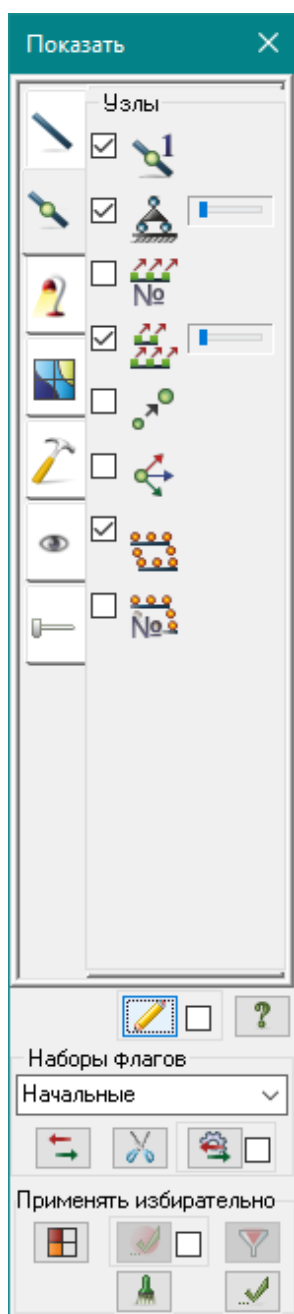 Показать
Узлы
1
№
№
Наборы флагов
Начальные
Применять избирательно